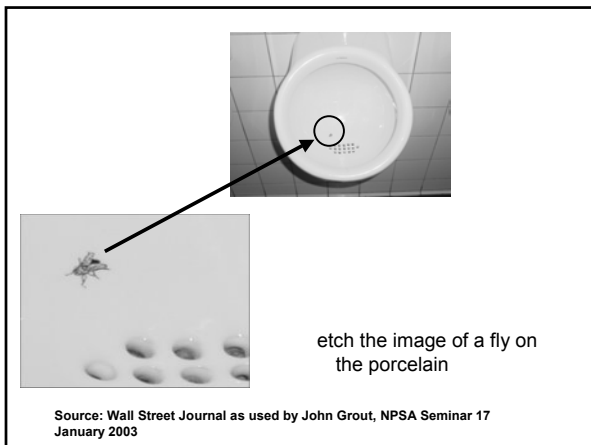 etch the image of a fly on
the porcelain
Source: Wall Street Journal as used by John Grout, NPSA Seminar 17
January 2003